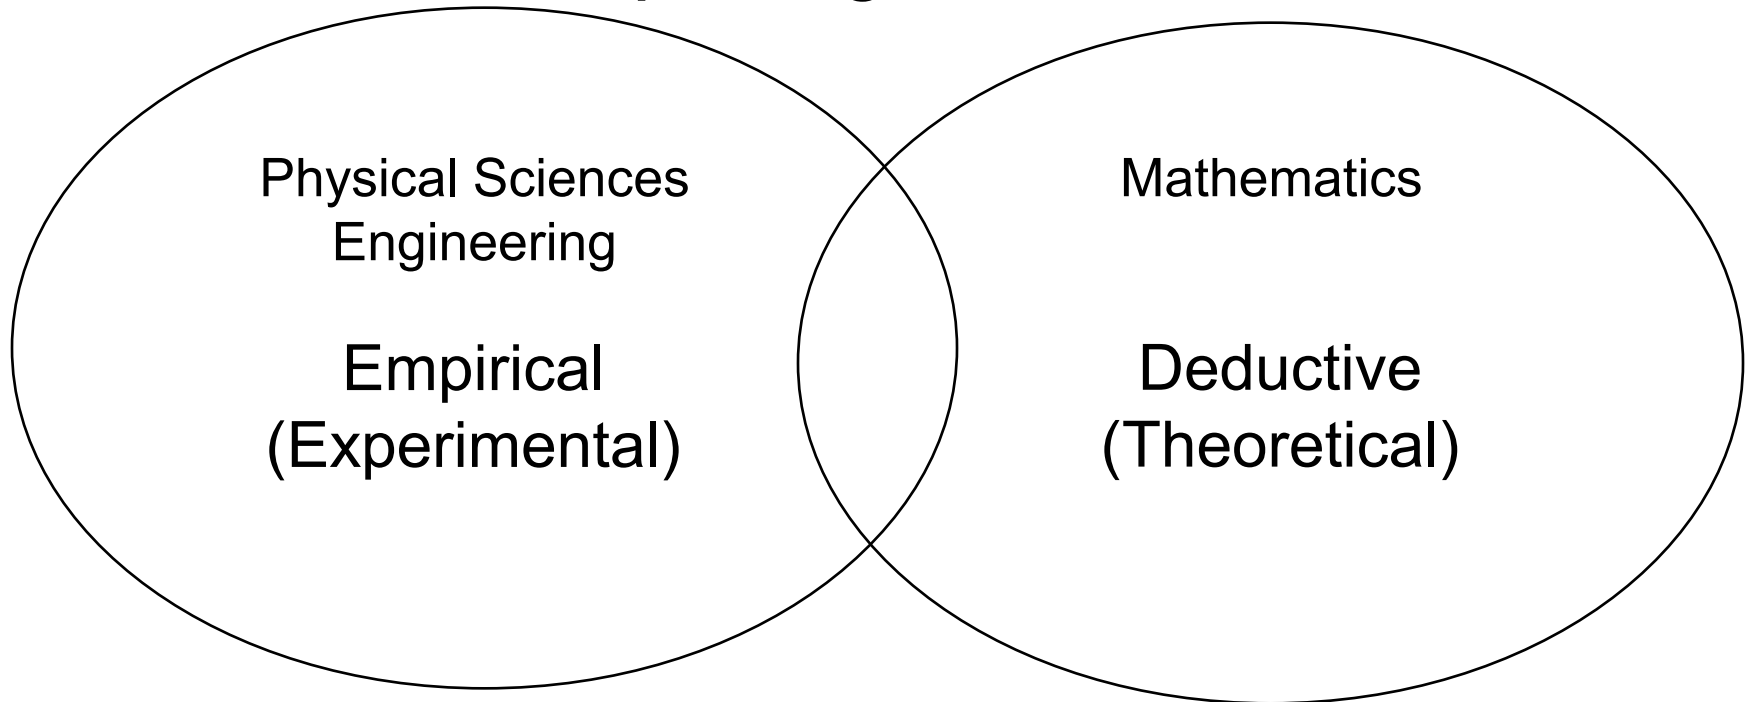 Physical Sciences
Engineering
Mathematics
Empirical
(Experimental)
Deductive
(Theoretical)